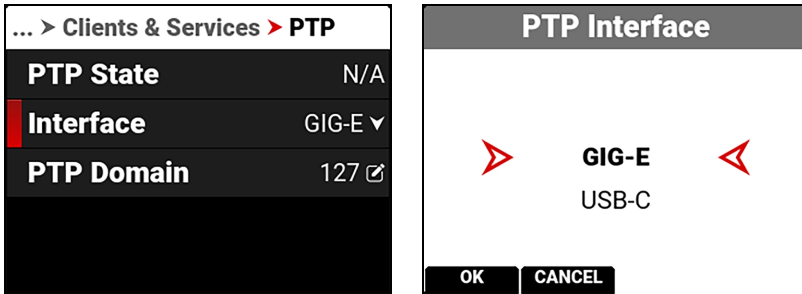 ... > Clients & Services > PTP
PTP State N/A
Interface GIG-E
PTP Domain 127
PTP Interface
GIG-E
USB-C
OK CANCEL